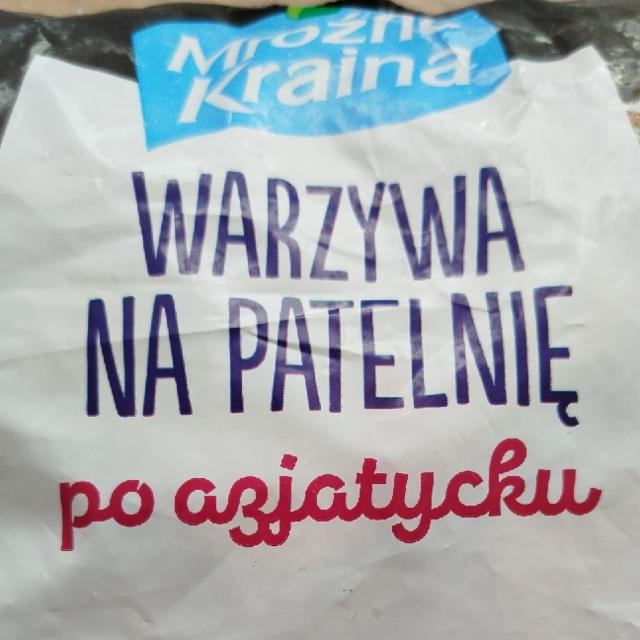 Mroźna
Kraina
WARZYWA
NA PATELNIĘ
po azjatycku